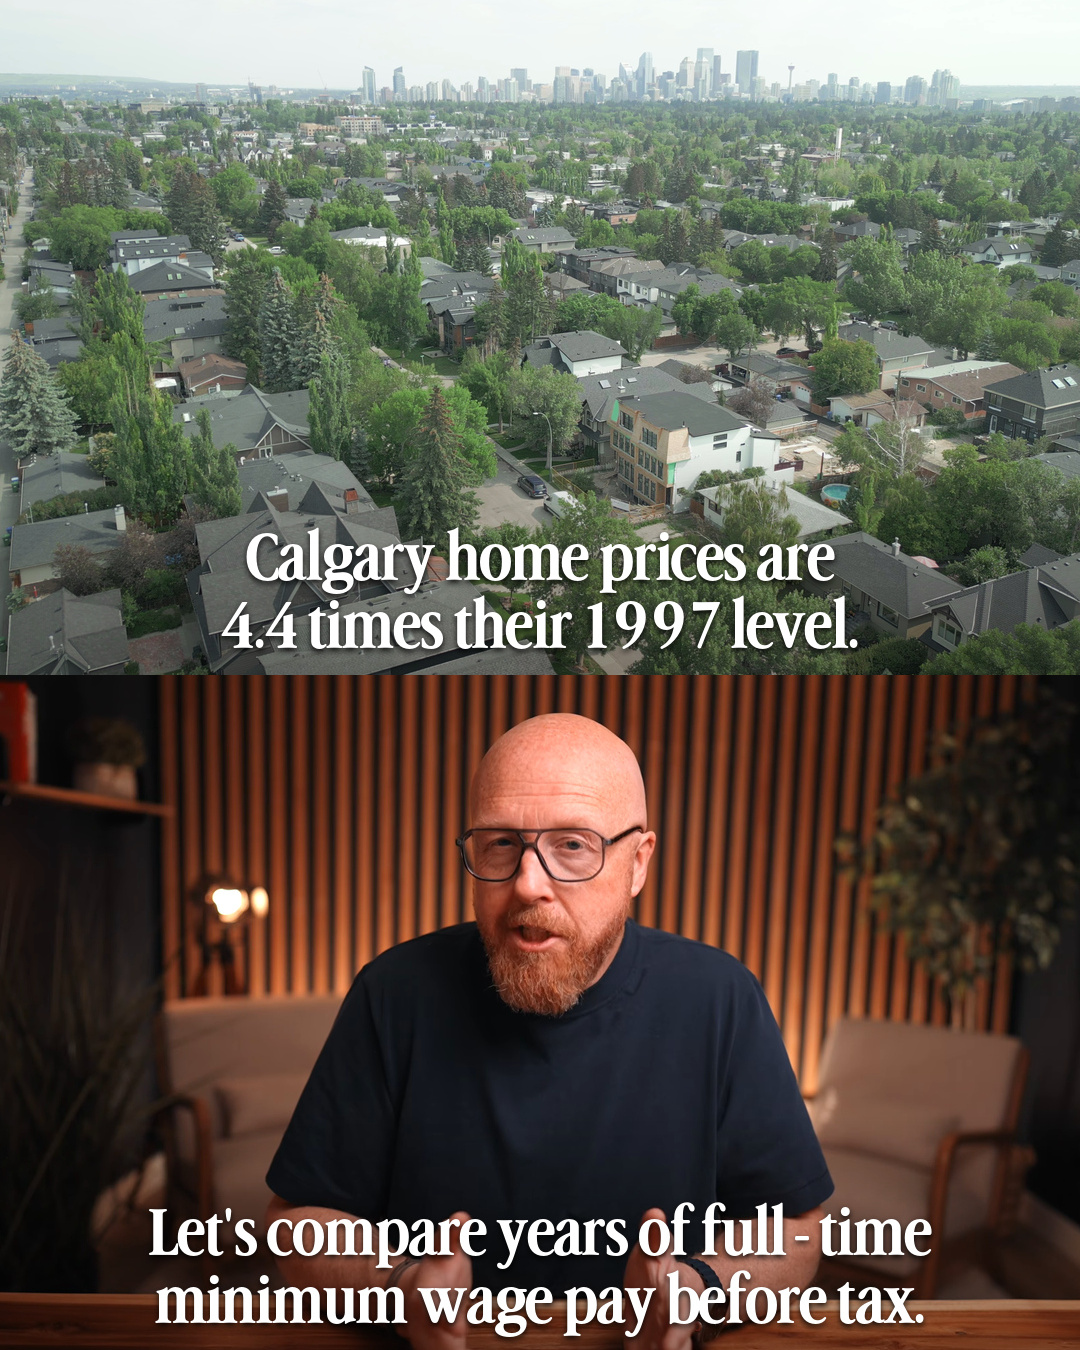 Calgary home prices are
4.4 times their 1997 level.
Let's compare years of full-time
minimum wage pay before tax.